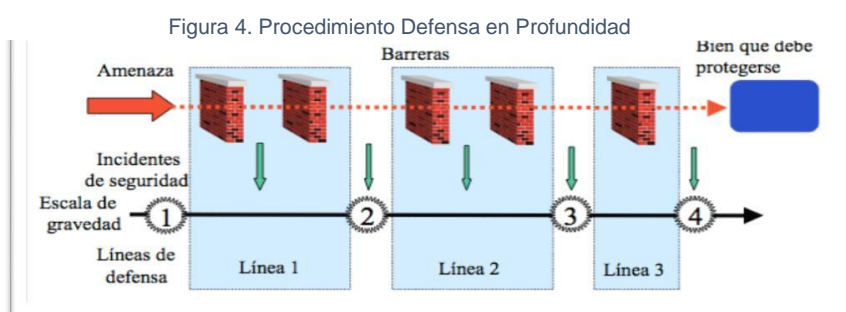 Figura 4. Procedimiento Defensa en Profundidad
Barreras
Bien que debe
protegerse
Amenaza
Incidentes
de seguridad
Escala de
gravedad
1
2
3
4
Líneas de
defensa
Línea 1
Línea 2
Línea 3